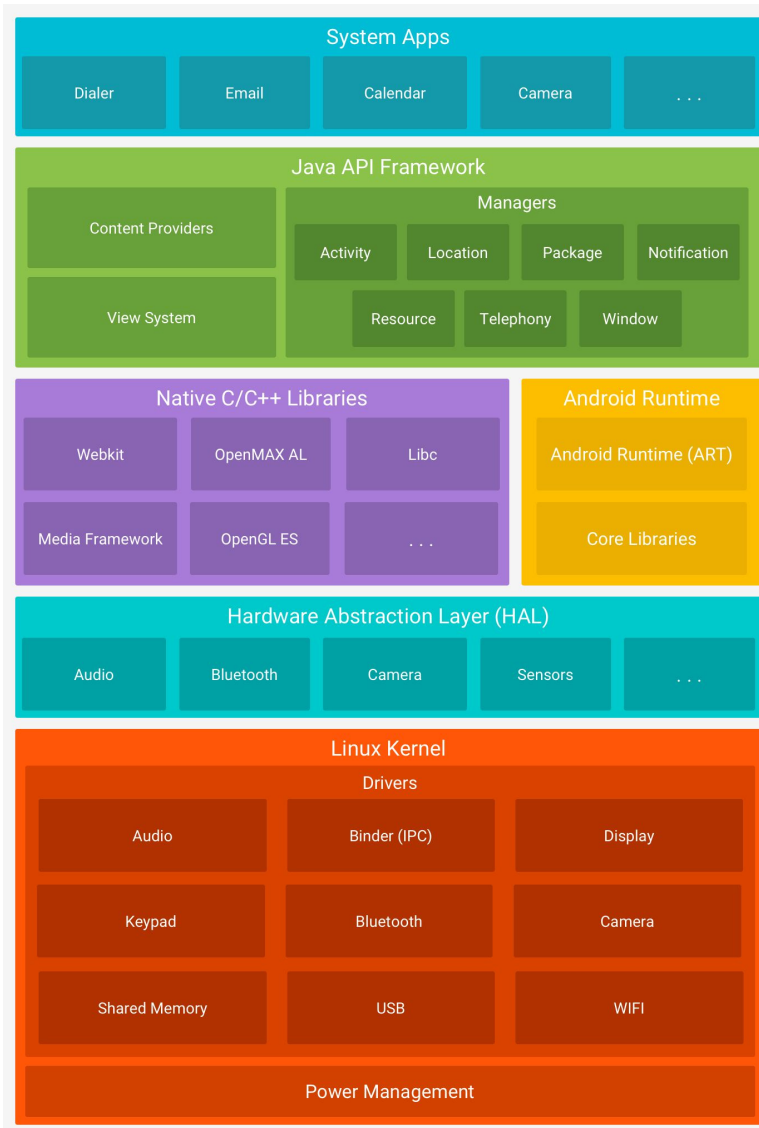 System Apps
Dialer
Email
Calendar
Camera
. . .
Java API Framework
Content Providers
View System
Managers
Activity
Location
Package
Notification
Resource
Telephony
Window
Native C/C++ Libraries
Webkit
OpenMAX AL
Libc
Media Framework
OpenGL ES
. . .
Android Runtime
Android Runtime (ART)
Core Libraries
Hardware Abstraction Layer (HAL)
Audio
Bluetooth
Camera
Sensors
. . .
Linux Kernel
Drivers
Audio
Binder (IPC)
Display
Keypad
Bluetooth
Camera
Shared Memory
USB
WIFI
Power Management